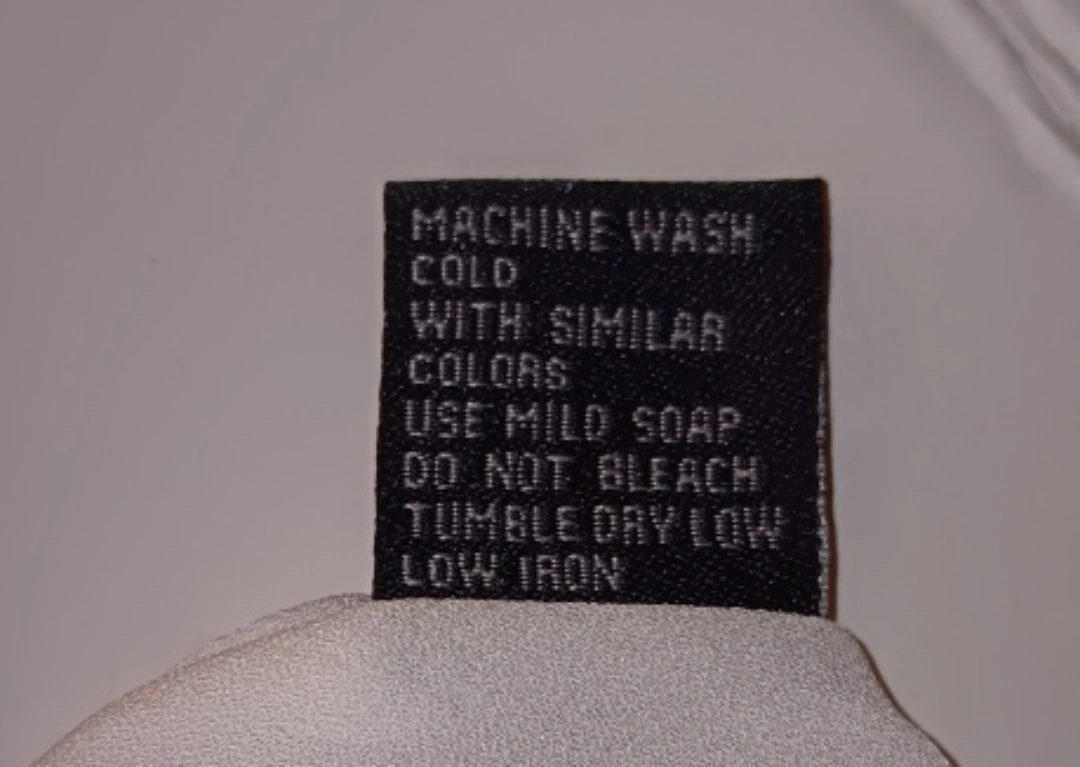 MACHINE WASH
COLD
WITH SIMILAR
COLORS
USE MILD SOAP
DO NOT BLEACH
TUMBLE DRY LOW
LOW IRON